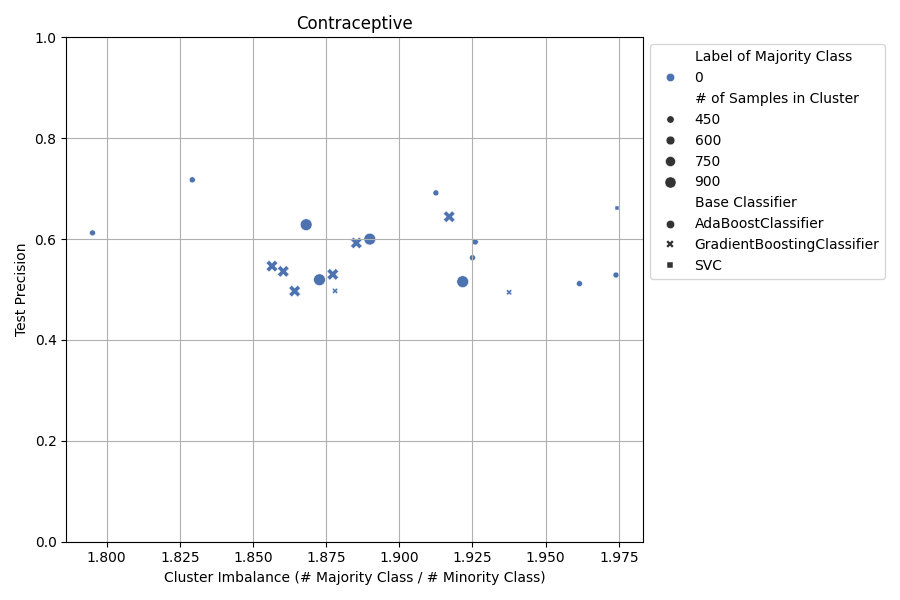 Contraceptive
1.0
0.8
0.6
0.4
0.2
0.0
Test Precision
1.800
1.825
1.850
1.875
1.900
1.925
1.950
1.975
Cluster Imbalance (# Majority Class / # Minority Class)
Label of Majority Class
0
# of Samples in Cluster
450
600
750
900
Base Classifier
AdaBoostClassifier
GradientBoostingClassifier
SVC